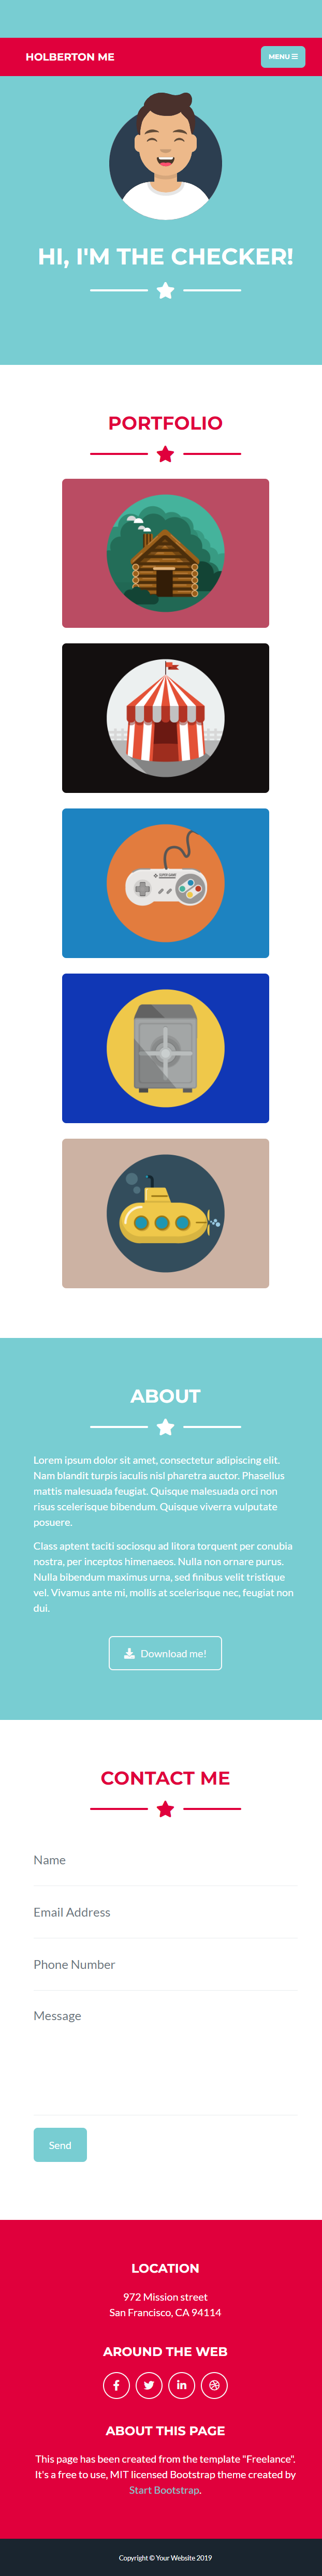 HOLBERTON ME
MENU
HI, I'M THE CHECKER!
PORTFOLIO
ABOUT
Lorem ipsum dolor sit amet, consectetur adipiscing elit.
Nam blandit turpis iaculis nisl pharetra auctor. Phasellus
mattis malesuada feugiat. Quisque malesuada orci non
risus scelerisque bibendum. Quisque viverra vulputate
posuere.
Class aptent taciti sociosqu ad litora torquent per conubia
nostra, per inceptos himenaeos. Nulla non ornare purus.
Nulla bibendum maximus urna, sed finibus velit tristique
vel. Vivamus ante mi, mollis at scelerisque nec, feugiat non
dui.
Download me!
CONTACT ME
Name
Email Address
Phone Number
Message
Send
LOCATION
972 Mission street
San Francisco, CA 94114
AROUND THE WEB
ABOUT THIS PAGE
This page has been created from the template "Freelance".
It's a free to use, MIT licensed Bootstrap theme created by
Start Bootstrap.
Copyright © Your Website 2019